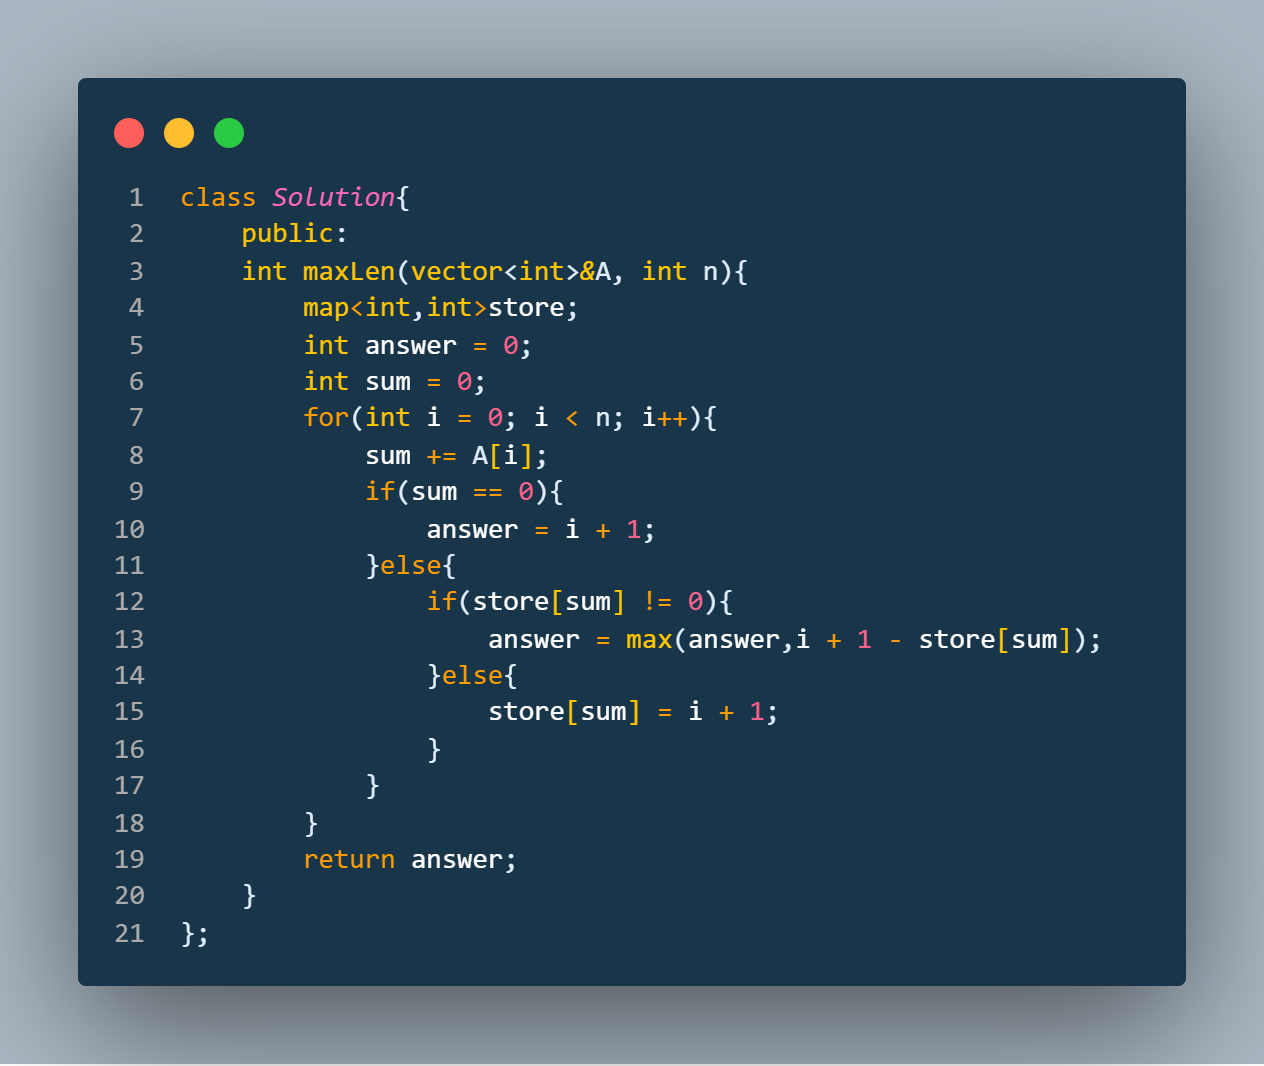 1 class Solution{
2 public:
3 int maxLen(vector<int>&A, int n){
4 map<int,int>store;
5 int answer = 0;
6 int sum = 0;
7 for(int i = 0; i < n; i++){
8 sum += A[i];
9 if(sum == 0){
10 answer = i + 1;
11 }else{
12 if(store[sum] != 0){
13 answer = max(answer,i + 1 - store[sum]);
14 }else{
15 store[sum] = i + 1;
16 }
17 }
18 }
19 return answer;
20 }
21 };